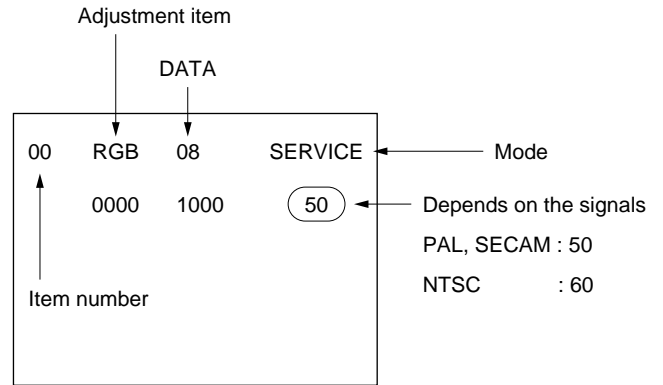 Adjustment item
DATA
00 RGB 08 SERVICE
Mode
0000 1000 50
Depends on the signals
PAL, SECAM : 50
NTSC : 60
Item number